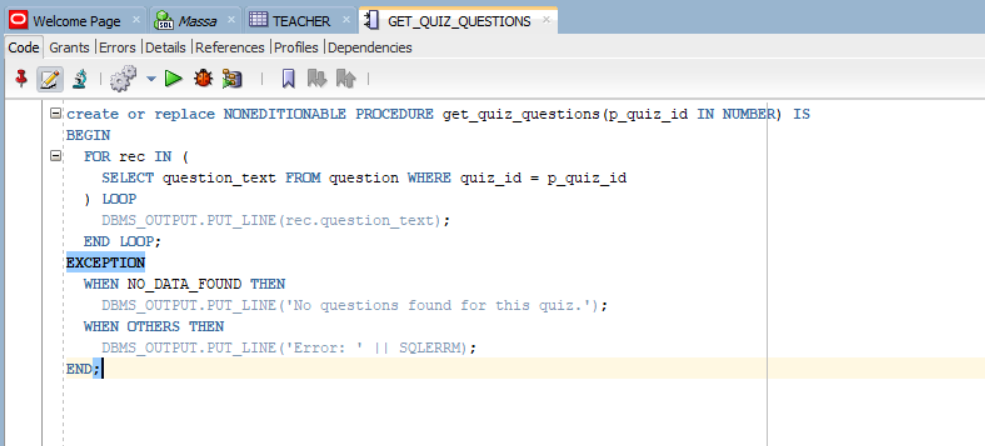 Welcome Page Massa TEACHER GET_QUIZ_QUESTIONS
Code Grants Errors Details References Profiles Dependencies
create or replace NONEDITIONABLE PROCEDURE get_quiz_questions(p_quiz_id IN NUMBER) IS
BEGIN
  FOR rec IN (
    SELECT question_text FROM question WHERE quiz_id = p_quiz_id
  ) LOOP
    DBMS_OUTPUT.PUT_LINE(rec.question_text);
  END LOOP;
EXCEPTION
  WHEN NO_DATA_FOUND THEN
    DBMS_OUTPUT.PUT_LINE('No questions found for this quiz.');
  WHEN OTHERS THEN
    DBMS_OUTPUT.PUT_LINE('Error: ' || SQLERRM);
END;